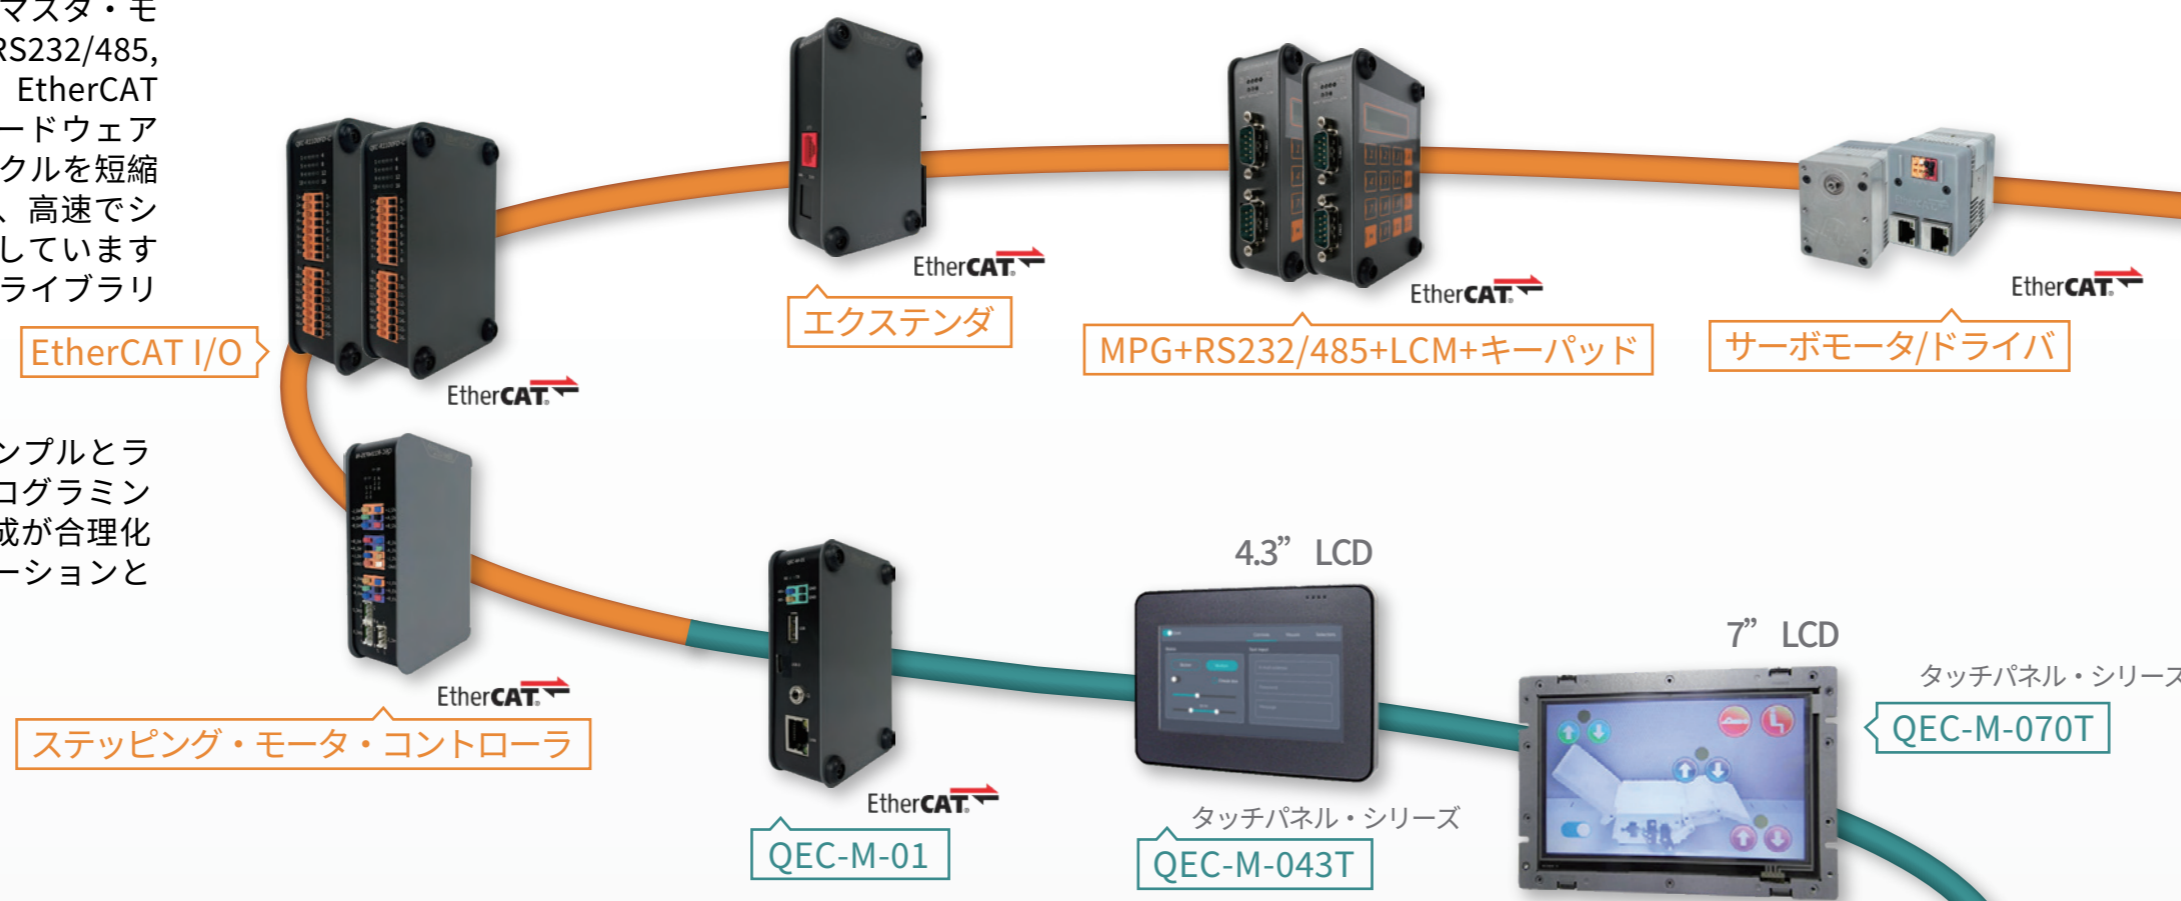 マスタ・モ
RS232/485,
EtherCAT
ードウェア
クルを短縮
、高速でシ
しています
ライブラリ
ンプルとラ
ログラミン
成が合理化
ーションと
EtherCAT I/O
EtherCAT®
エクステンダ
EtherCAT®
MPG+RS232/485+LCM+キーパッド
EtherCAT®
サーボモータ/ドライバ
EtherCAT®
ステッピング・モータ・コントローラ
EtherCAT®
QEC-M-01
EtherCAT®
4.3” LCD
タッチパネル・シリーズ
QEC-M-043T
7” LCD
タッチパネル・シリーズ
QEC-M-070T